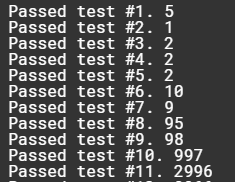 Passed test #1. 5
Passed test #2. 1
Passed test #3. 2
Passed test #4. 2
Passed test #5. 2
Passed test #6. 10
Passed test #7. 9
Passed test #8. 95
Passed test #9. 98
Passed test #10. 997
Passed test #11. 2996